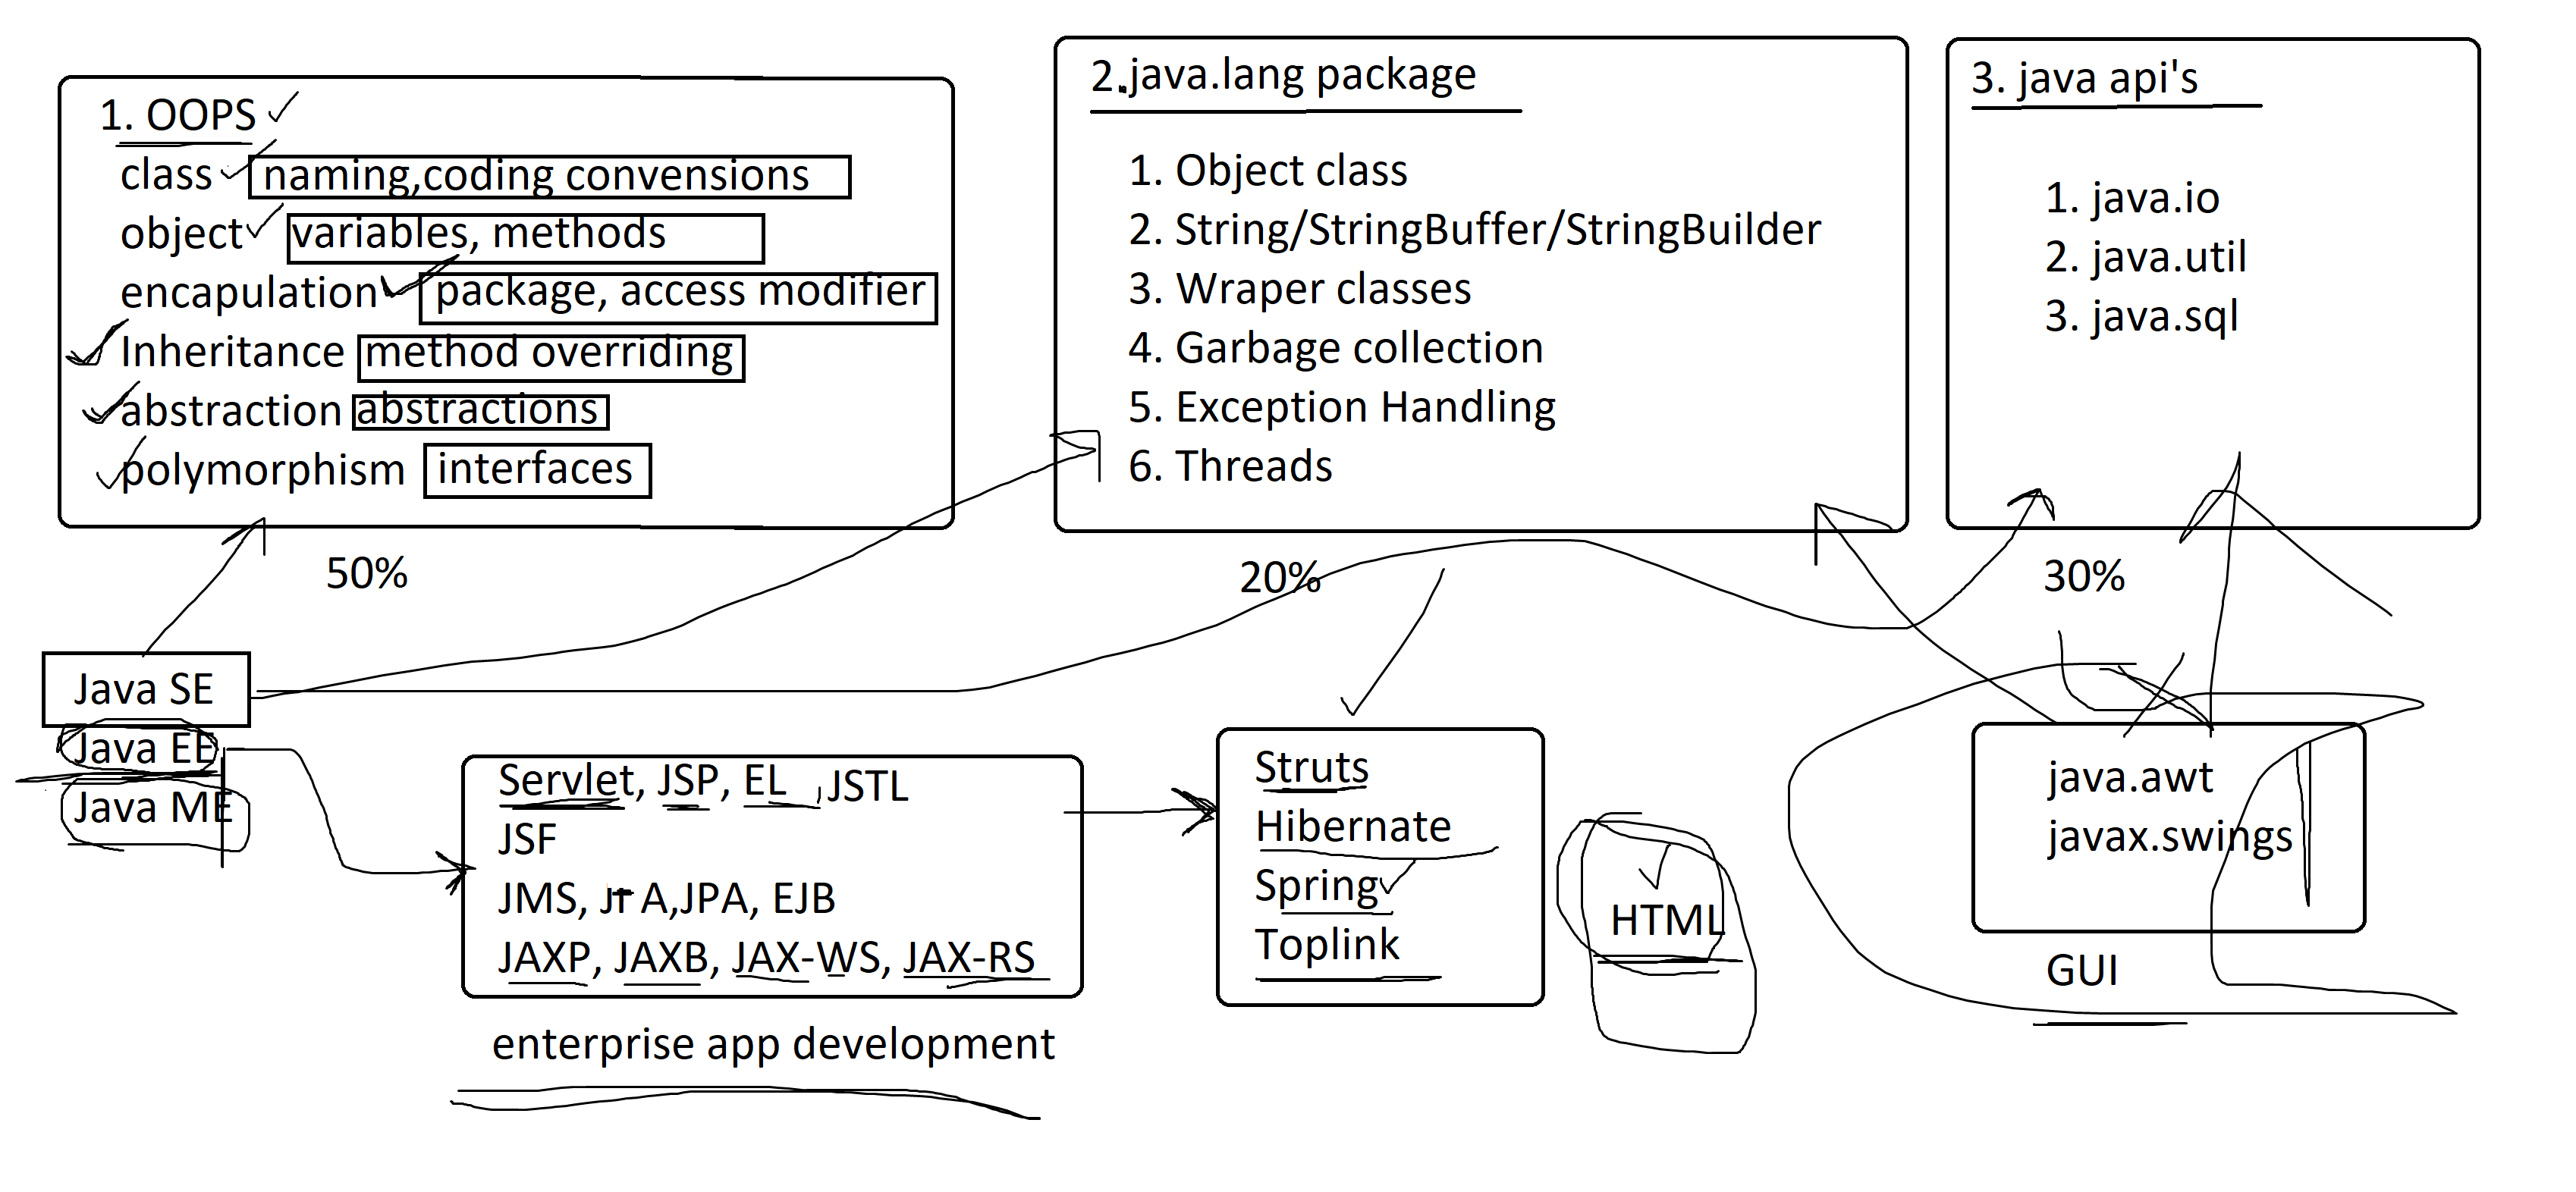 1. OOPS
class naming,coding convensions
object variables, methods
encapulation package, access modifier
Inheritance method overriding
abstraction abstractions
polymorphism interfaces
50%
2.java.lang package
1. Object class
2. String/StringBuffer/StringBuilder
3. Wraper classes
4. Garbage collection
5. Exception Handling
6. Threads
20%
3. java api's
1. java.io
2. java.util
3. java.sql
30%
Java SE
Java EE
Java ME
Servlet, JSP, EL , JSTL
JSF
JMS, JTA,JPA, EJB
JAXP, JAXB, JAX-WS, JAX-RS
enterprise app development
Struts
Hibernate
Spring
Toplink
HTML
java.awt
javax.swings
GUI